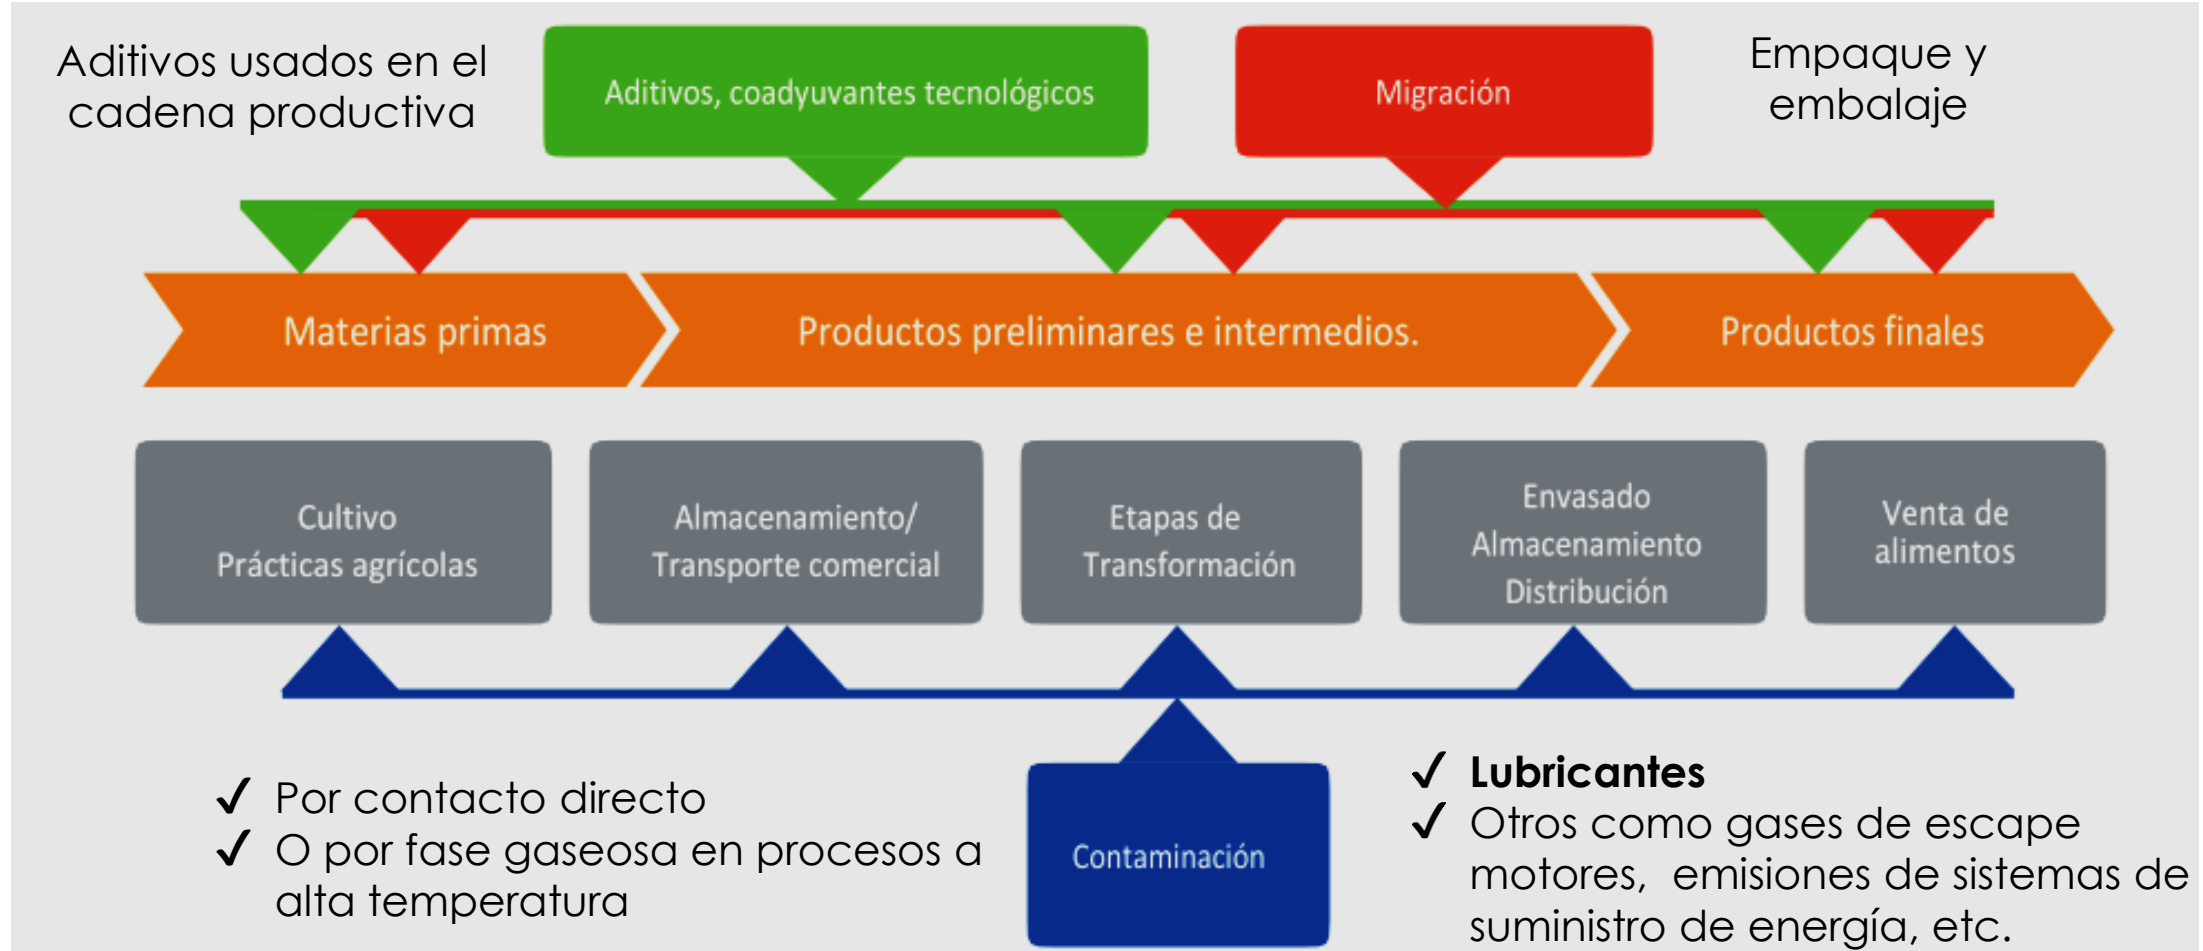 Aditivos usados en el
cadena productiva
Aditivos, coadyuvantes tecnológicos
Migración
Empaque y
embalaje
Materias primas
Productos preliminares e intermedios.
Productos finales
Cultivo
Prácticas agrícolas
Almacenamiento/
Transporte comercial
Etapas de
Transformación
Envasado
Almacenamiento
Distribución
Venta de
alimentos
✓ Por contacto directo
✓ O por fase gaseosa en procesos a
alta temperatura
Contaminación
✓ Lubricantes
✓ Otros como gases de escape
motores, emisiones de sistemas de
suministro de energía, etc.